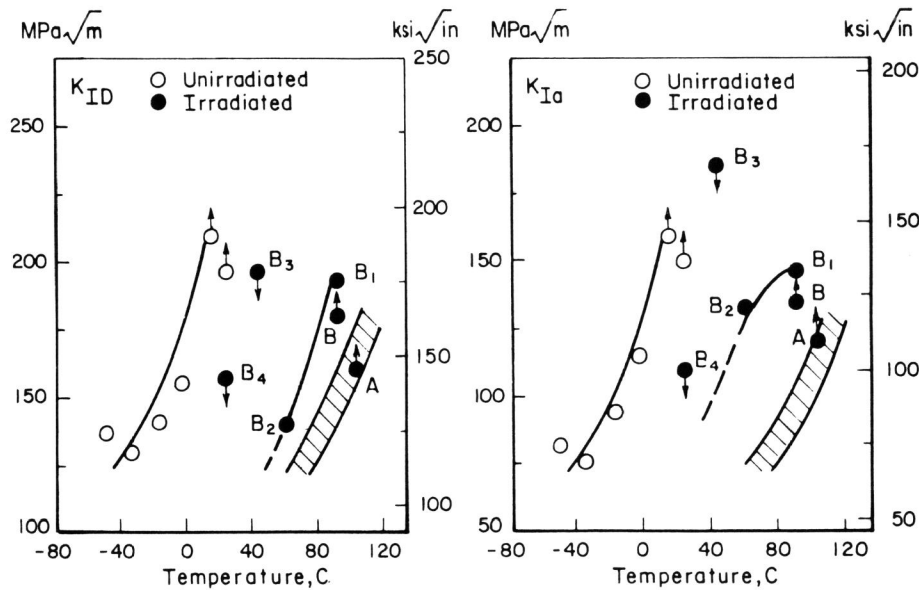 MPa√m
ksi√in
K_ID
○ Unirradiated
● Irradiated
250
200
150
100
250
200
150
100
B3
B1
B
B4
A
B2
-80 -40 0 40 80 120
Temperature, C
MPa√m
ksi√in
K_Ia
○ Unirradiated
● Irradiated
200
150
100
50
200
150
100
50
B3
B1
B2
B
A
B4
-80 -40 0 40 80 120
Temperature, C